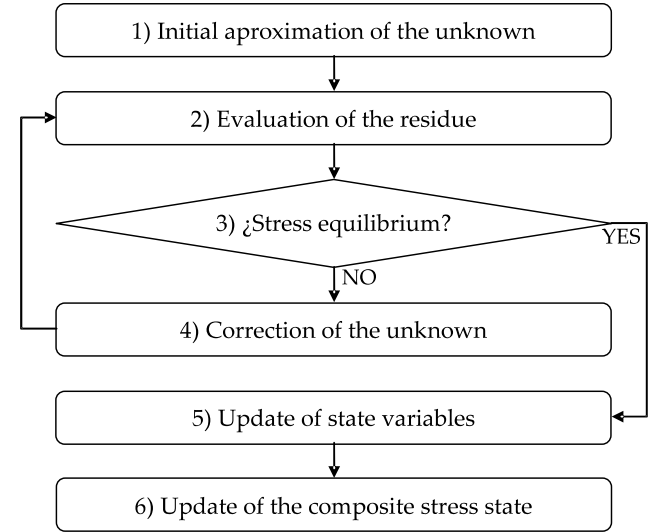 1) Initial aproximation of the unknown
2) Evaluation of the residue
3) ¿Stress equilibrium?
YES
NO
4) Correction of the unknown
5) Update of state variables
6) Update of the composite stress state